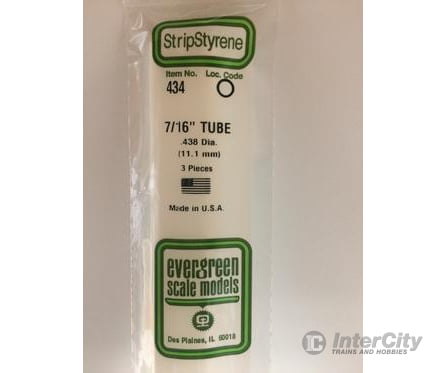 StripStyrene
Item No. Loc. Code
434
7/16" TUBE
.438 Dia.
(11.1 mm)
3 Pieces
Made in U.S.A.
evergreen
scale models
Des Plaines, IL 60018
InterCity
TRAINS AND HOBBIES